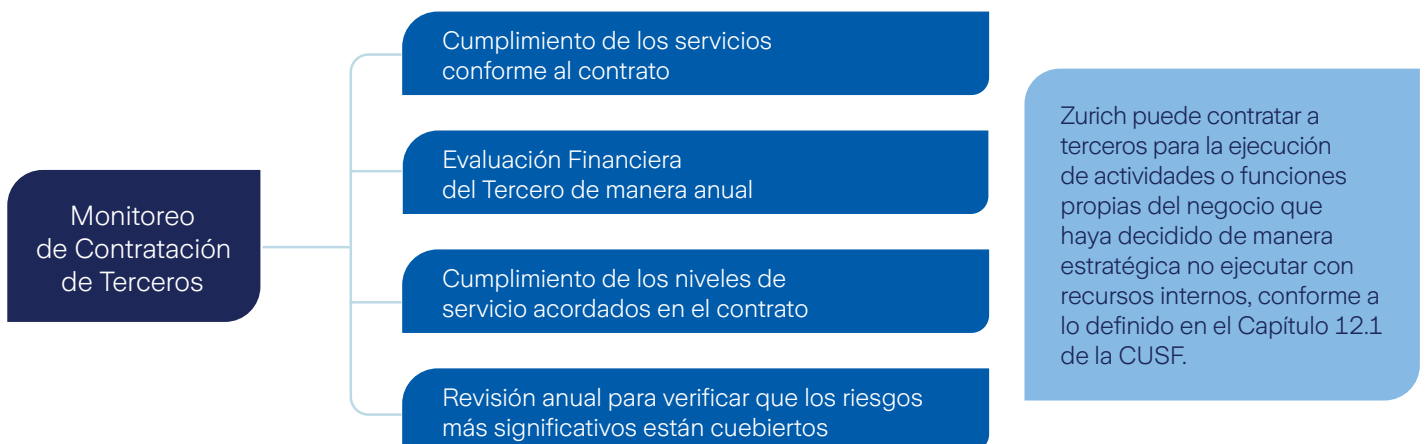 Monitoreo
de Contratación
de Terceros
Cumplimiento de los servicios
conforme al contrato
Evaluación Financiera
del Tercero de manera anual
Cumplimiento de los niveles de
servicio acordados en el contrato
Revisión anual para verificar que los riesgos
más significativos están cuebiertos
Zurich puede contratar a
terceros para la ejecución
de actividades o funciones
propias del negocio que
haya decidido de manera
estratégica no ejecutar con
recursos internos, conforme a
lo definido en el Capítulo 12.1
de la CUSF.